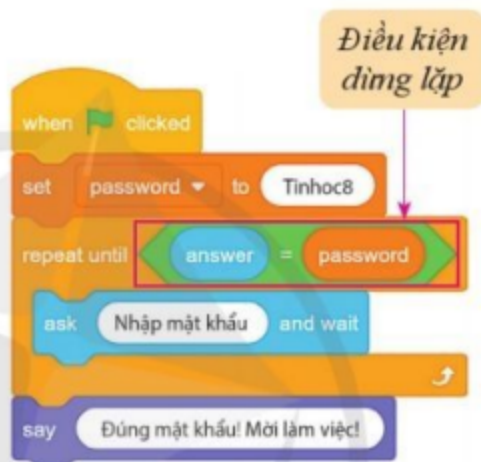 Điều kiện
dừng lặp
when clicked
set password to Tinhoc8
repeat until answer = password
ask Nhập mật khẩu and wait
say Đúng mật khẩu! Mời làm việc!